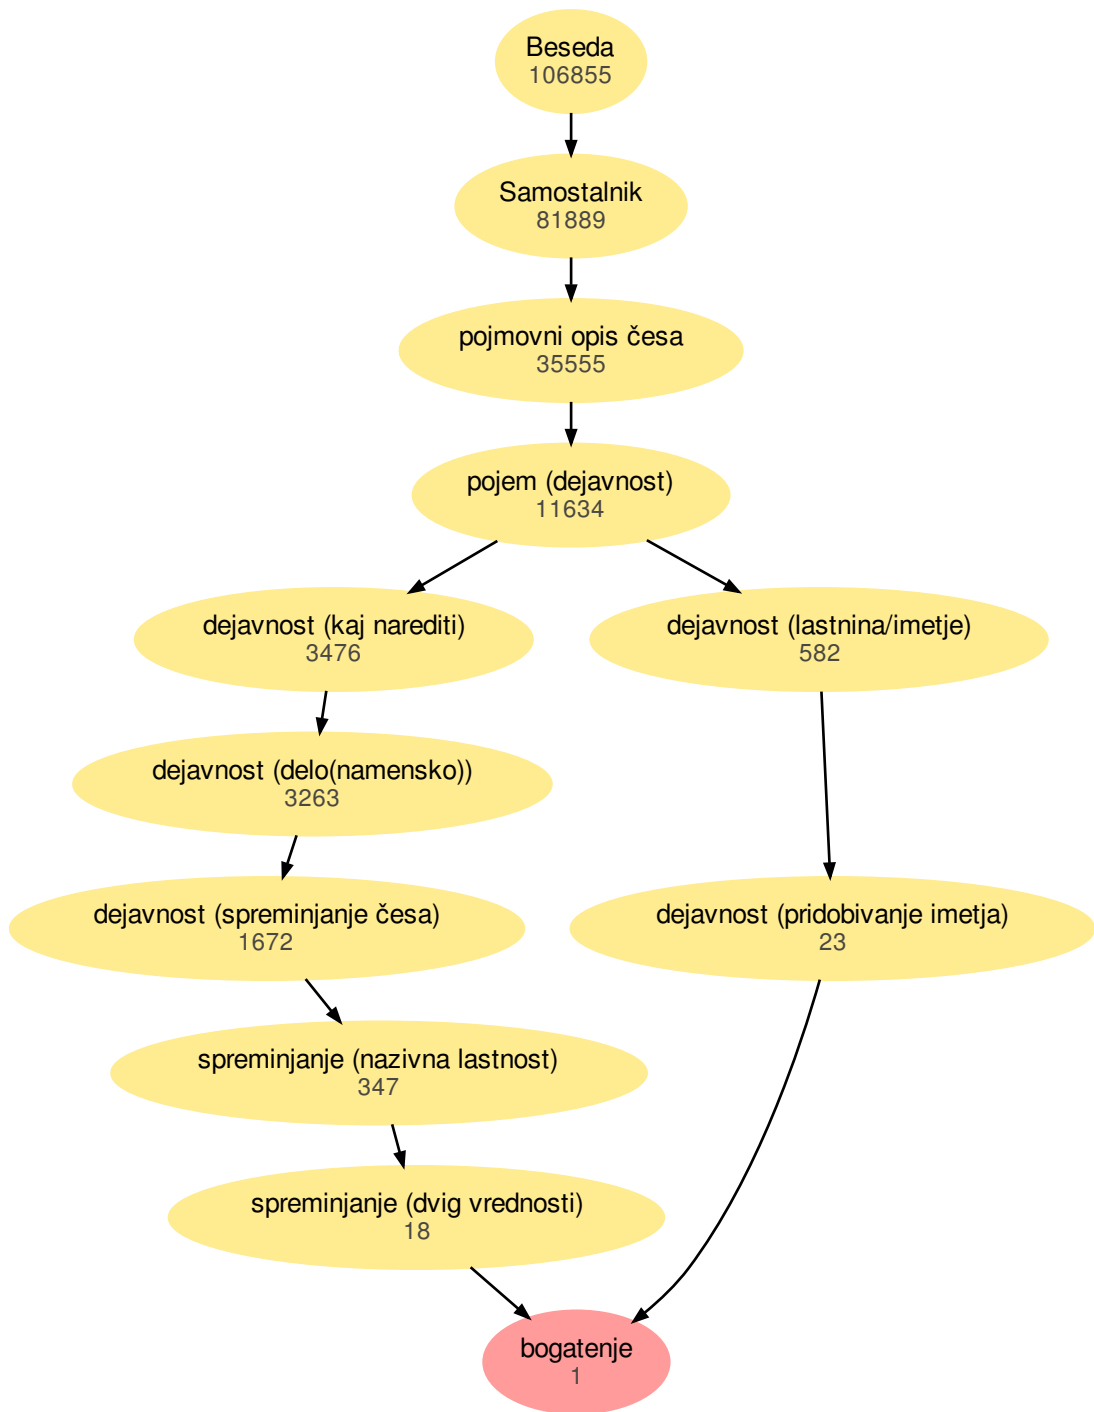 Beseda
106855
Samostalnik
81889
pojmovni opis česa
35555
pojem (dejavnost)
11634
dejavnost (kaj narediti)
3476
dejavnost (lastnina/imetje)
582
dejavnost (delo(namensko))
3263
dejavnost (spreminjanje česa)
1672
dejavnost (pridobivanje imetja)
23
spreminjanje (nazivna lastnost)
347
spreminjanje (dvig vrednosti)
18
bogatenje
1